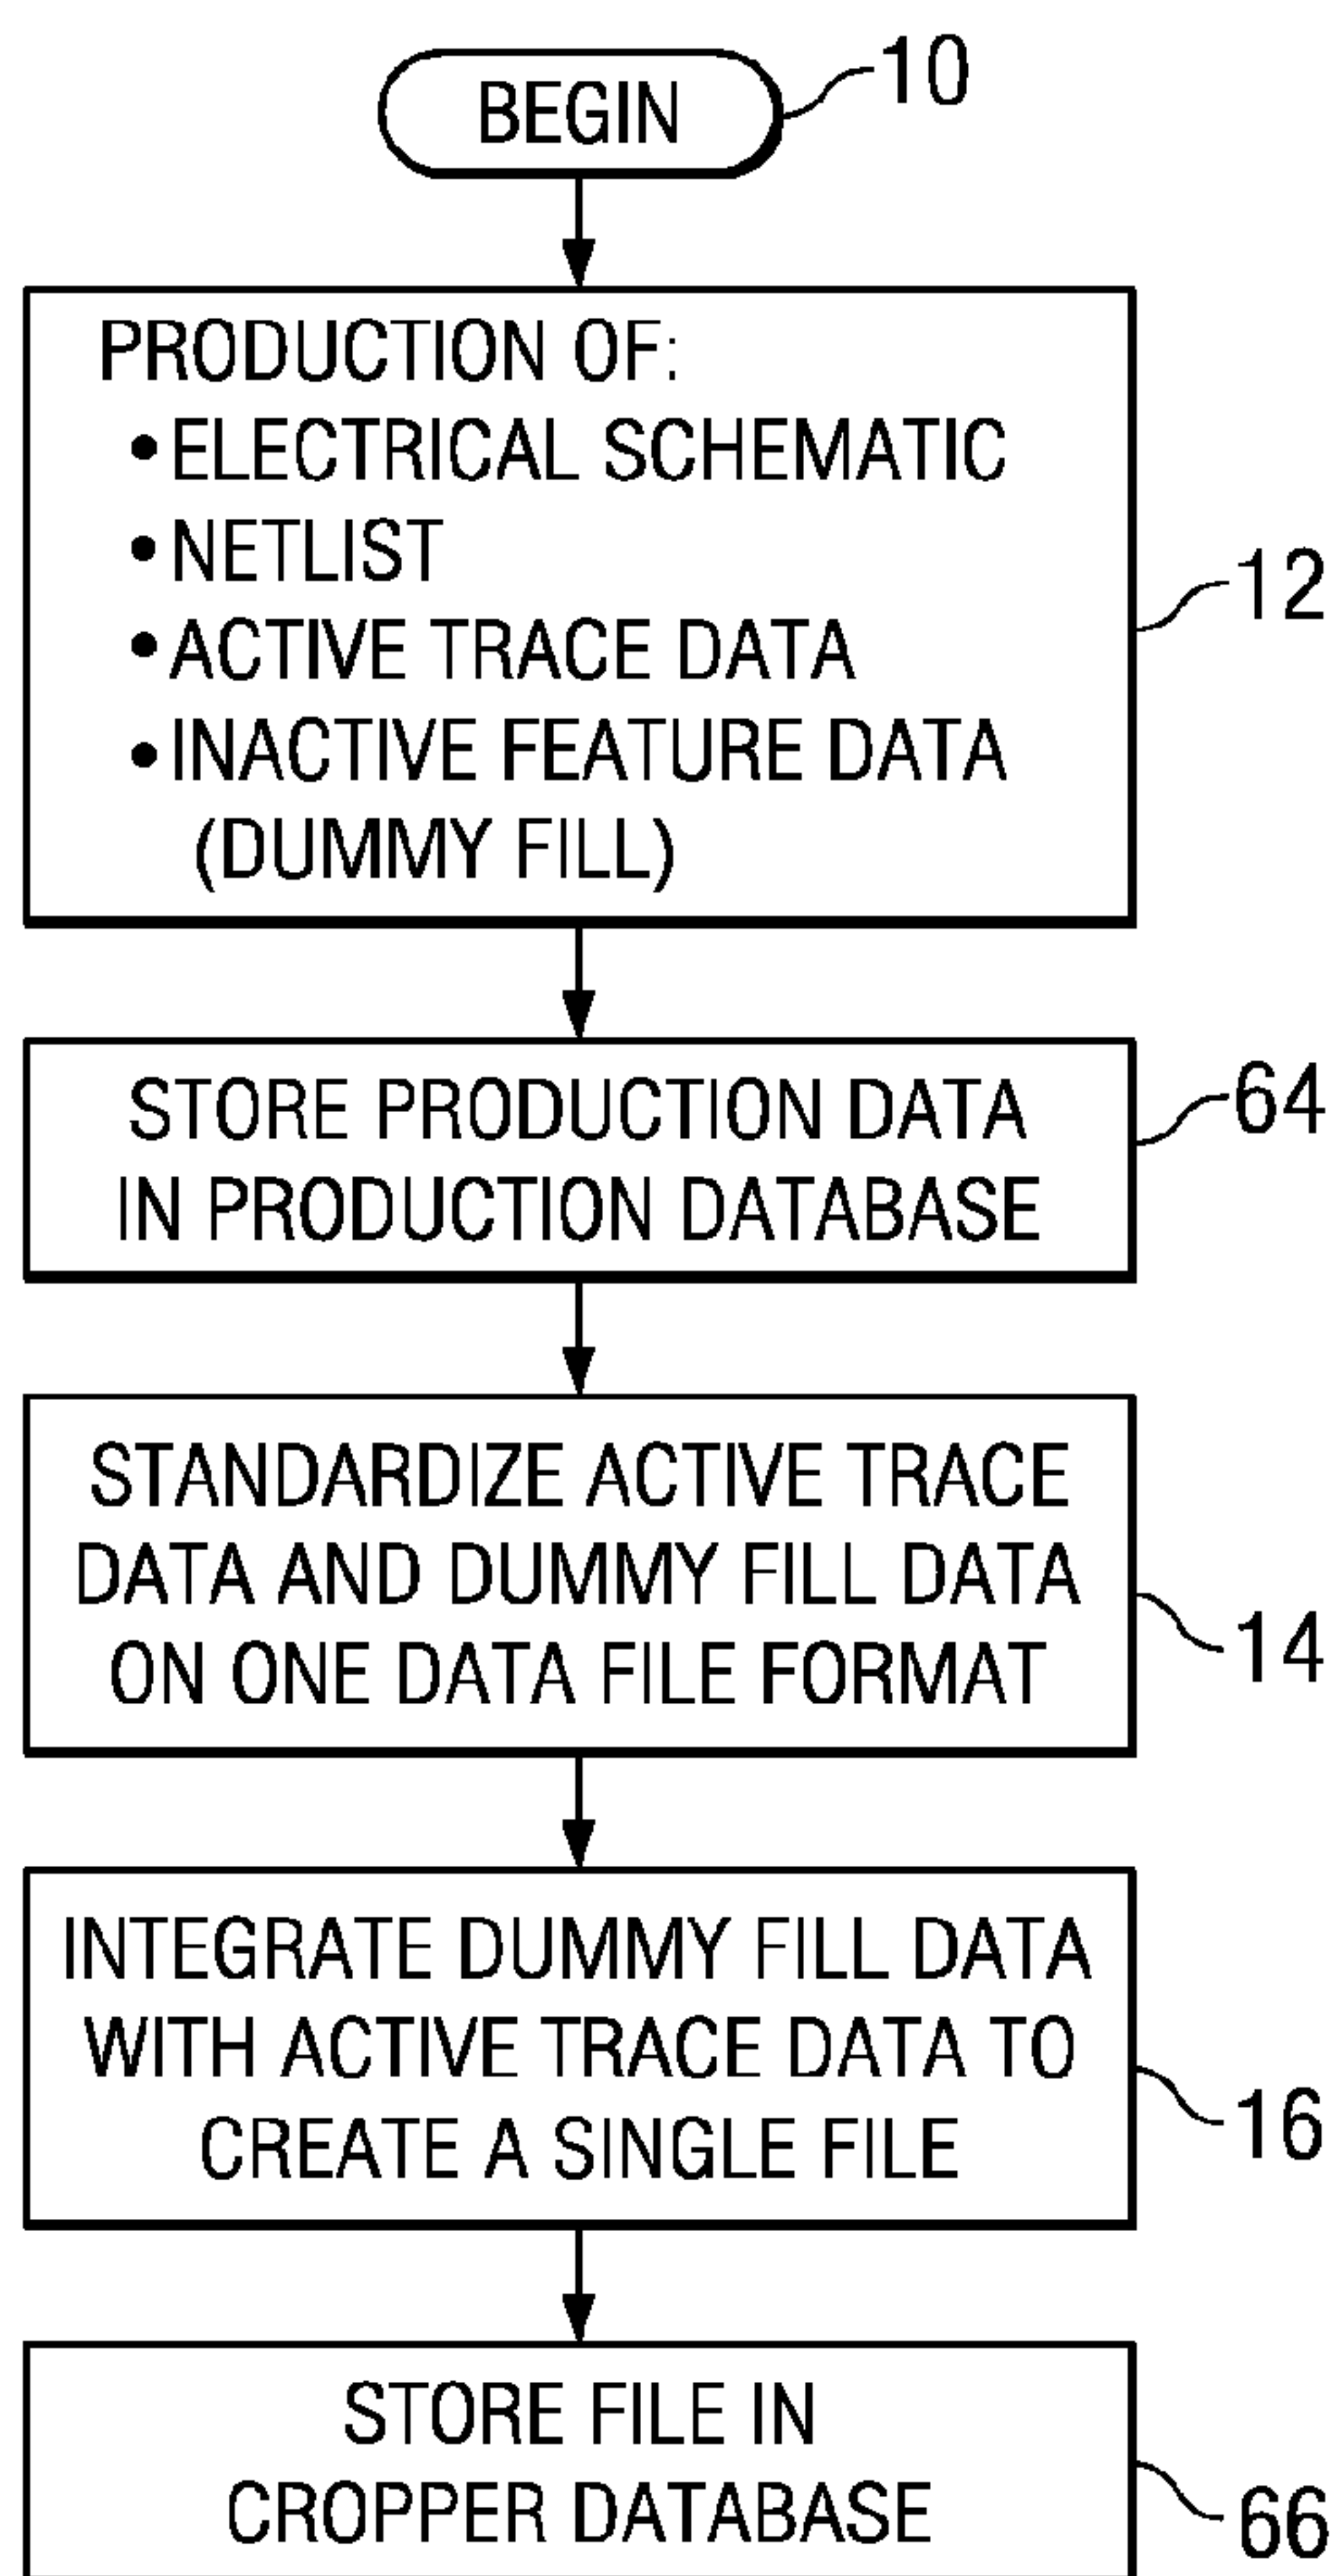 BEGIN
10
PRODUCTION OF:
• ELECTRICAL SCHEMATIC
• NETLIST
• ACTIVE TRACE DATA
• INACTIVE FEATURE DATA
(DUMMY FILL)
12
STORE PRODUCTION DATA
IN PRODUCTION DATABASE
64
STANDARDIZE ACTIVE TRACE
DATA AND DUMMY FILL DATA
ON ONE DATA FILE FORMAT
14
INTEGRATE DUMMY FILL DATA
WITH ACTIVE TRACE DATA TO
CREATE A SINGLE FILE
16
STORE FILE IN
CROPPER DATABASE
66